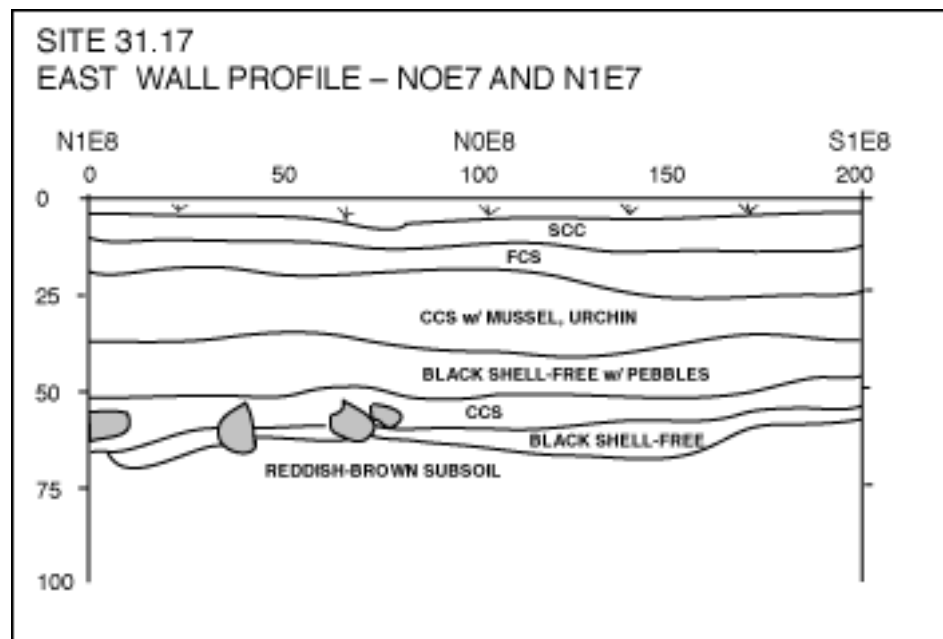 SITE 31.17
EAST WALL PROFILE – NOE7 AND N1E7
N1E8 N0E8 S1E8
0 50 100 150 200
0
SCC
FCS
25
CCS w/ MUSSEL, URCHIN
BLACK SHELL-FREE w/ PEBBLES
50
CCS
BLACK SHELL-FREE
REDDISH-BROWN SUBSOIL
75
100